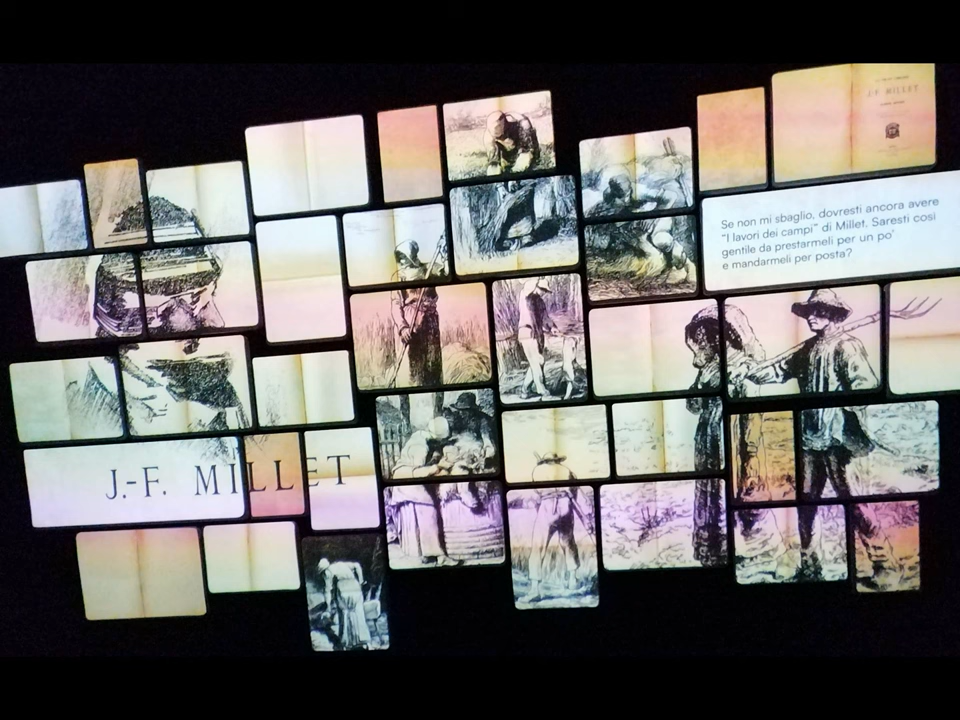 J.-F. MILLET
Se non mi sbaglio, dovresti ancora avere
“I lavori dei campi” di Millet. Saresti così
gentile da prestarmeli per un po’
e mandarmeli per posta?
J.-F. MILLET